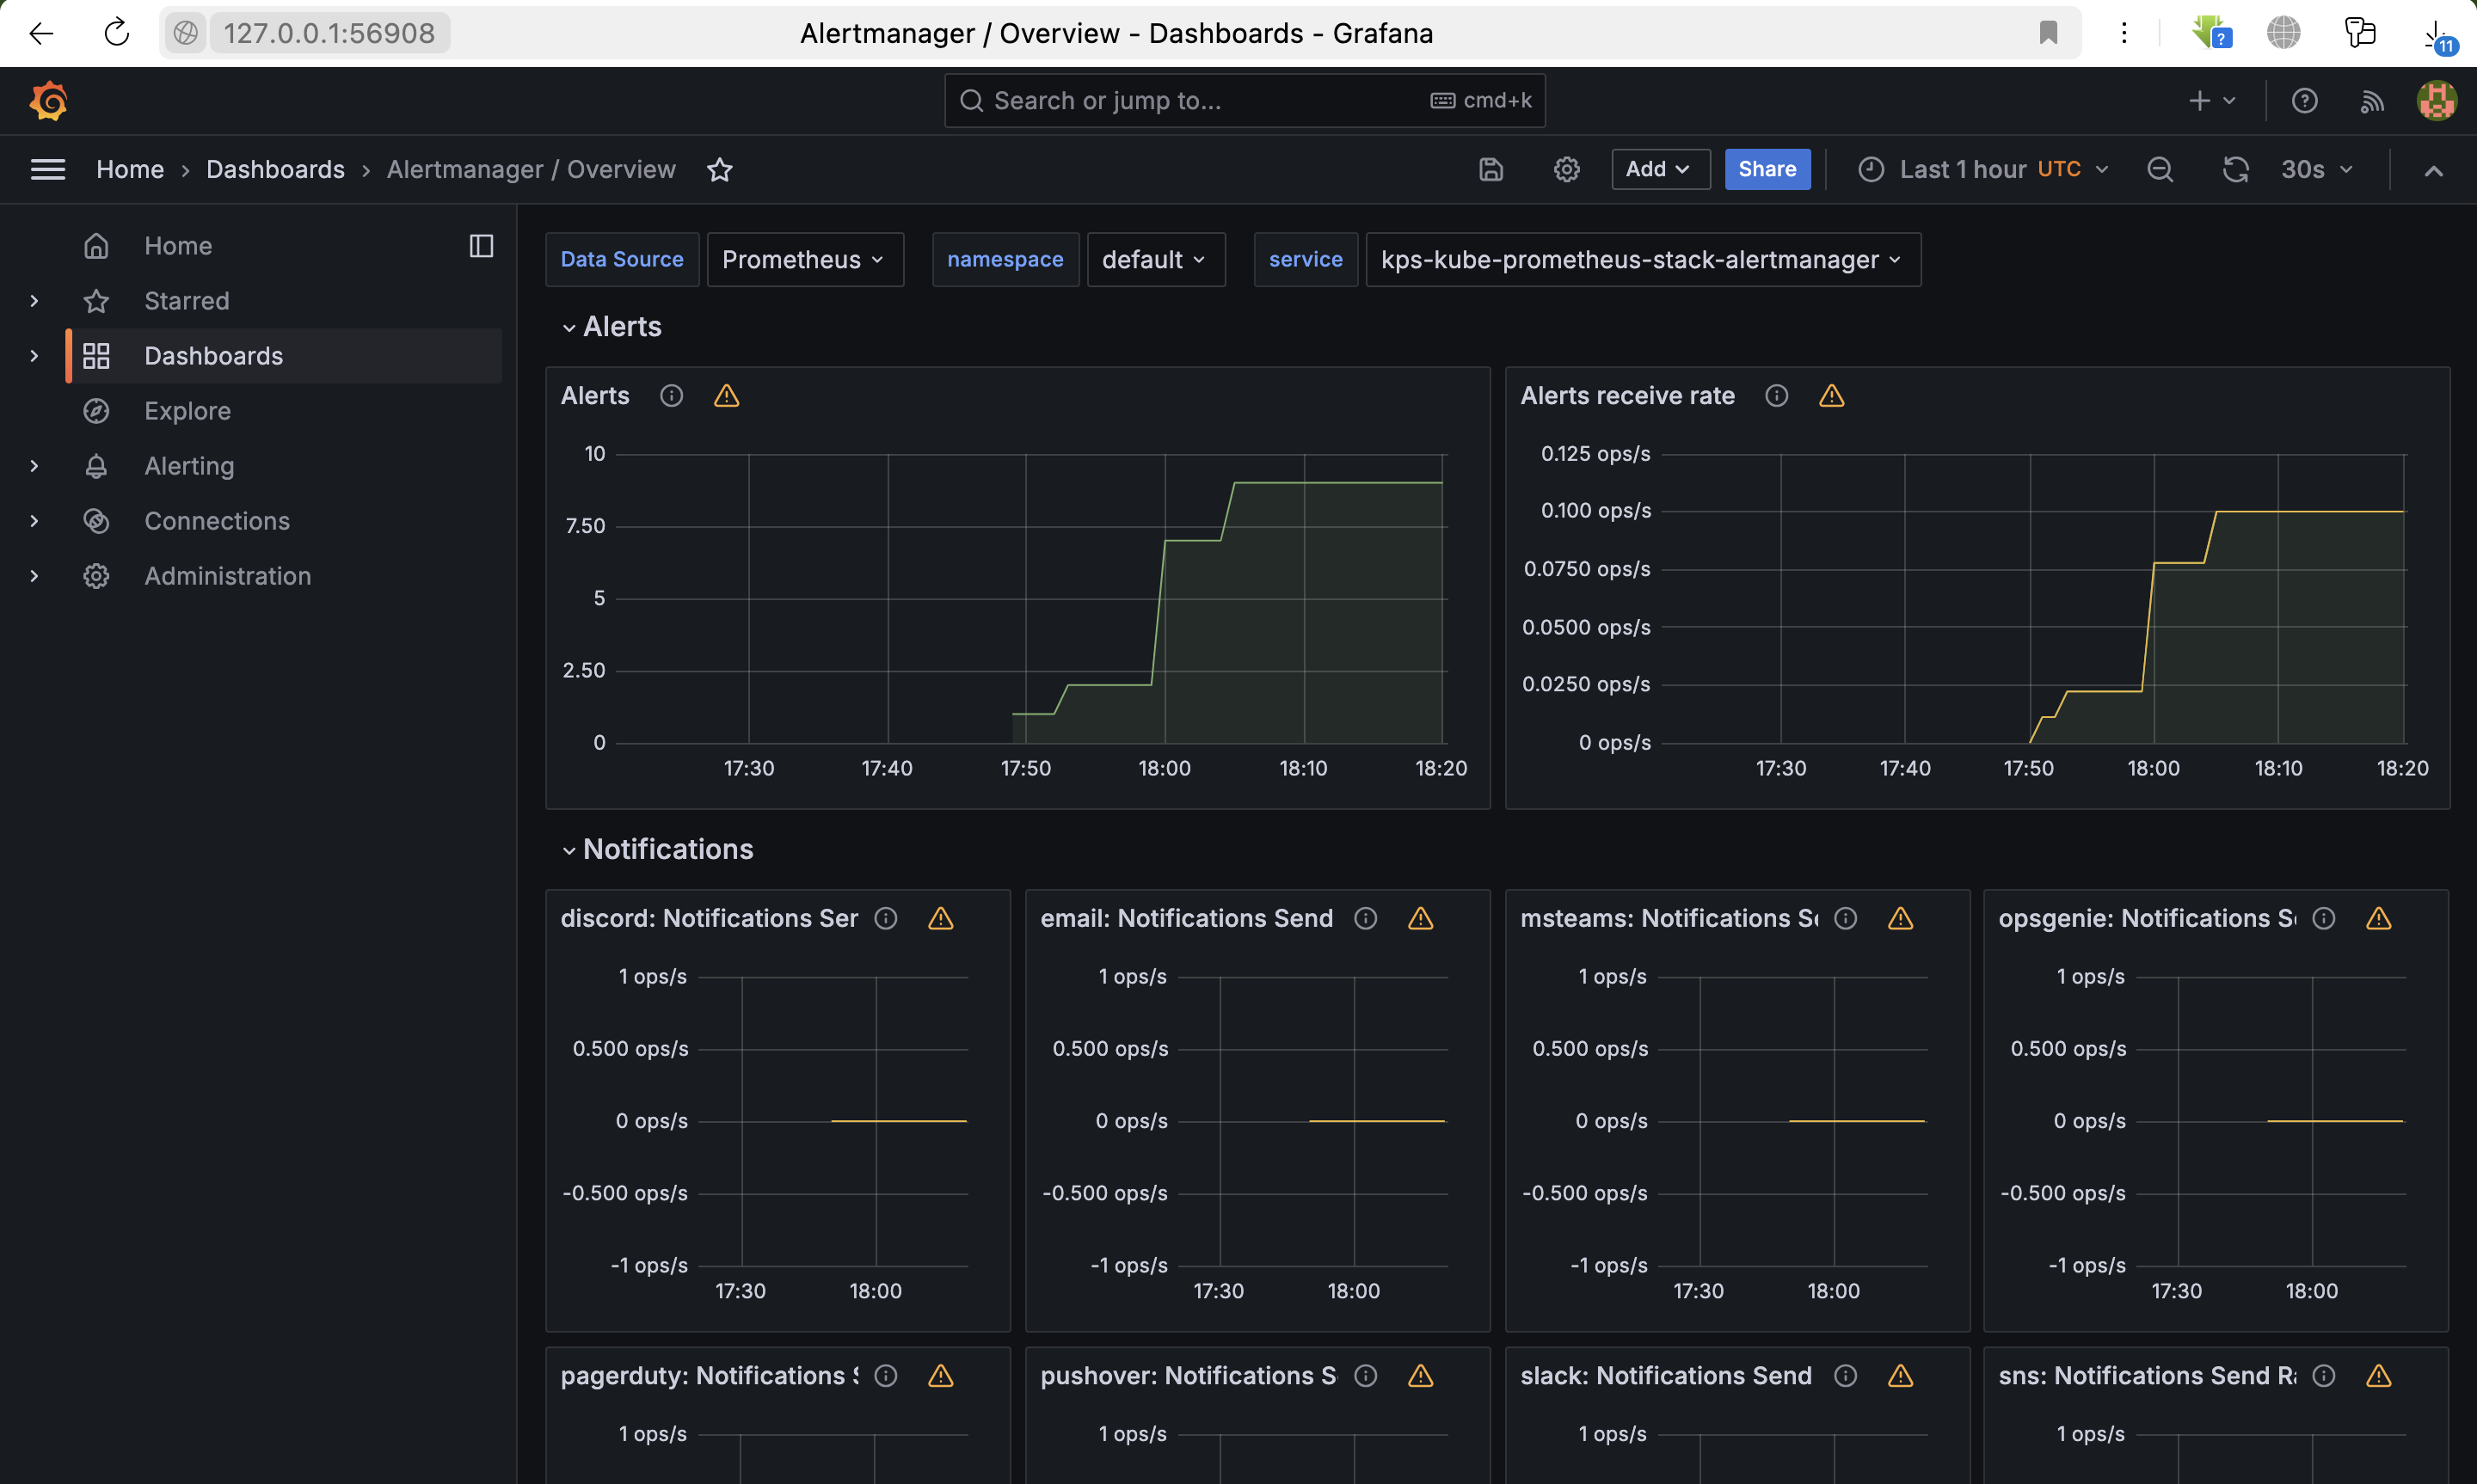 127.0.0.1:56908
Alertmanager / Overview - Dashboards - Grafana
?
11
Search or jump to...
cmd+k
Home > Dashboards > Alertmanager / Overview
Add
Share
Last 1 hour UTC
30s
Home
Starred
Dashboards
Explore
Alerting
Connections
Administration
Data Source Prometheus namespace default service kps-kube-prometheus-stack-alertmanager
Alerts
Alerts
10
7.50
5
2.50
0
17:30 17:40 17:50 18:00 18:10 18:20
Alerts receive rate
0.125 ops/s
0.100 ops/s
0.0750 ops/s
0.0500 ops/s
0.0250 ops/s
0 ops/s
17:30 17:40 17:50 18:00 18:10 18:20
Notifications
discord: Notifications Ser
1 ops/s
0.500 ops/s
0 ops/s
-0.500 ops/s
-1 ops/s
17:30 18:00
email: Notifications Send
1 ops/s
0.500 ops/s
0 ops/s
-0.500 ops/s
-1 ops/s
17:30 18:00
msteams: Notifications S
1 ops/s
0.500 ops/s
0 ops/s
-0.500 ops/s
-1 ops/s
17:30 18:00
opsgenie: Notifications S
1 ops/s
0.500 ops/s
0 ops/s
-0.500 ops/s
-1 ops/s
17:30 18:00
pagerduty: Notifications S
1 ops/s
pushover: Notifications S
1 ops/s
slack: Notifications Send
1 ops/s
sns: Notifications Send Ra
1 ops/s